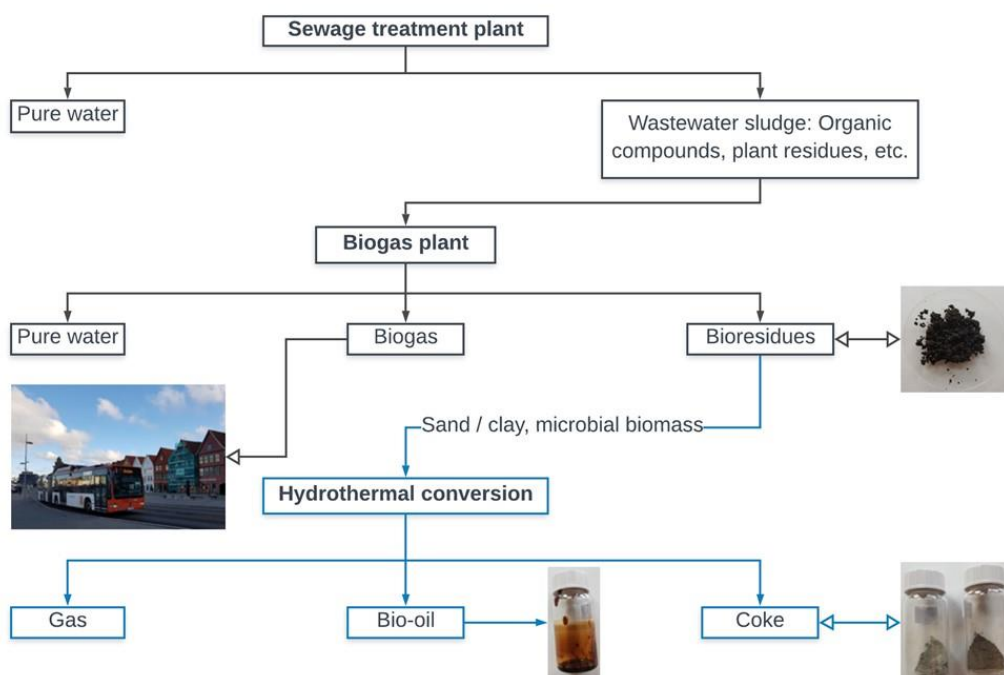 Sewage treatment plant
Pure water
Wastewater sludge: Organic
compounds, plant residues, etc.
Biogas plant
Pure water
Biogas
Bioresidues
Sand / clay, microbial biomass
Hydrothermal conversion
Gas
Bio-oil
Coke